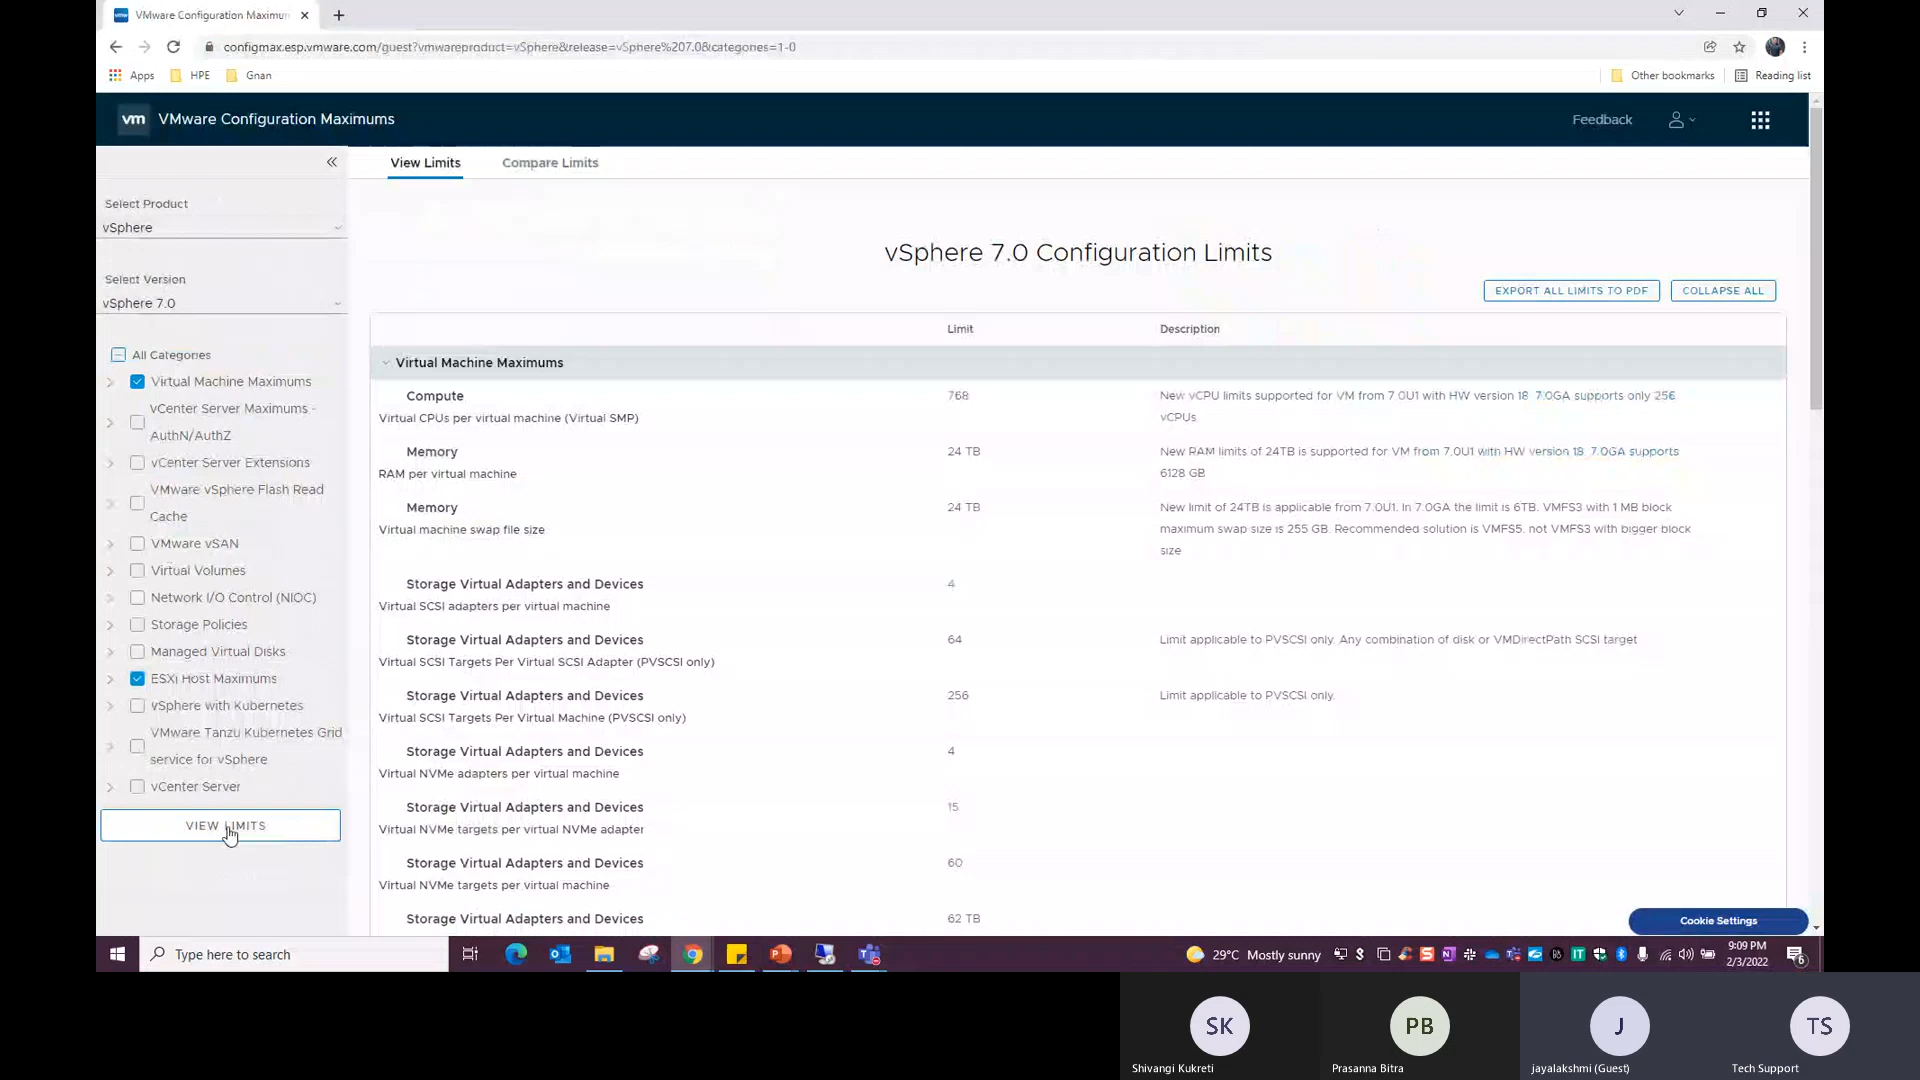 VMware Configuration Maximum
configmax.esp.vmware.com/guest?vmwareproduct=vSphere&release=vSphere%207.0&categories=1-0
Apps
HPE
Gnan
Other bookmarks
Reading list
vm
VMware Configuration Maximums
Feedback
View Limits
Compare Limits
Select Product
vSphere
Select Version
vSphere 7.0
All Categories
Virtual Machine Maximums
vCenter Server Maximums -
AuthN/AuthZ
vCenter Server Extensions
VMware vSphere Flash Read
Cache
VMware vSAN
Virtual Volumes
Network I/O Control (NIOC)
Storage Policies
Managed Virtual Disks
ESXi Host Maximums
vSphere with Kubernetes
VMware Tanzu Kubernetes Grid
service for vSphere
vCenter Server
VIEW LIMITS
vSphere 7.0 Configuration Limits
EXPORT ALL LIMITS TO PDF
COLLAPSE ALL
Limit
Description
Virtual Machine Maximums
Compute
Virtual CPUs per virtual machine (Virtual SMP)
768
New vCPU limits supported for VM from 7.0U1 with HW version 18. 7.0GA supports only 256
vCPUs
Memory
RAM per virtual machine
24 TB
New RAM limits of 24TB is supported for VM from 7.0U1 with HW version 18. 7.0GA supports
6128 GB
Memory
Virtual machine swap file size
24 TB
New limit of 24TB is applicable from 7.0U1. In 7.0GA the limit is 6TB. VMFS3 with 1 MB block
maximum swap size is 255 GB. Recommended solution is VMFS5. not VMFS3 with bigger block
size
Storage Virtual Adapters and Devices
Virtual SCSI adapters per virtual machine
4
Storage Virtual Adapters and Devices
Virtual SCSI Targets Per Virtual SCSI Adapter (PVSCSI only)
64
Limit applicable to PVSCSI only. Any combination of disk or VMDirectPath SCSI target
Storage Virtual Adapters and Devices
Virtual SCSI Targets Per Virtual Machine (PVSCSI only)
256
Limit applicable to PVSCSI only.
Storage Virtual Adapters and Devices
Virtual NVMe adapters per virtual machine
4
Storage Virtual Adapters and Devices
Virtual NVMe targets per virtual NVMe adapter
15
Storage Virtual Adapters and Devices
Virtual NVMe targets per virtual machine
60
Storage Virtual Adapters and Devices
62 TB
Cookie Settings
Type here to search
29°C Mostly sunny
9:09 PM
2/3/2022
6
SK
Shivangi Kukreti
PB
Prasanna Bitra
J
jayalakshmi (Guest)
TS
Tech Support